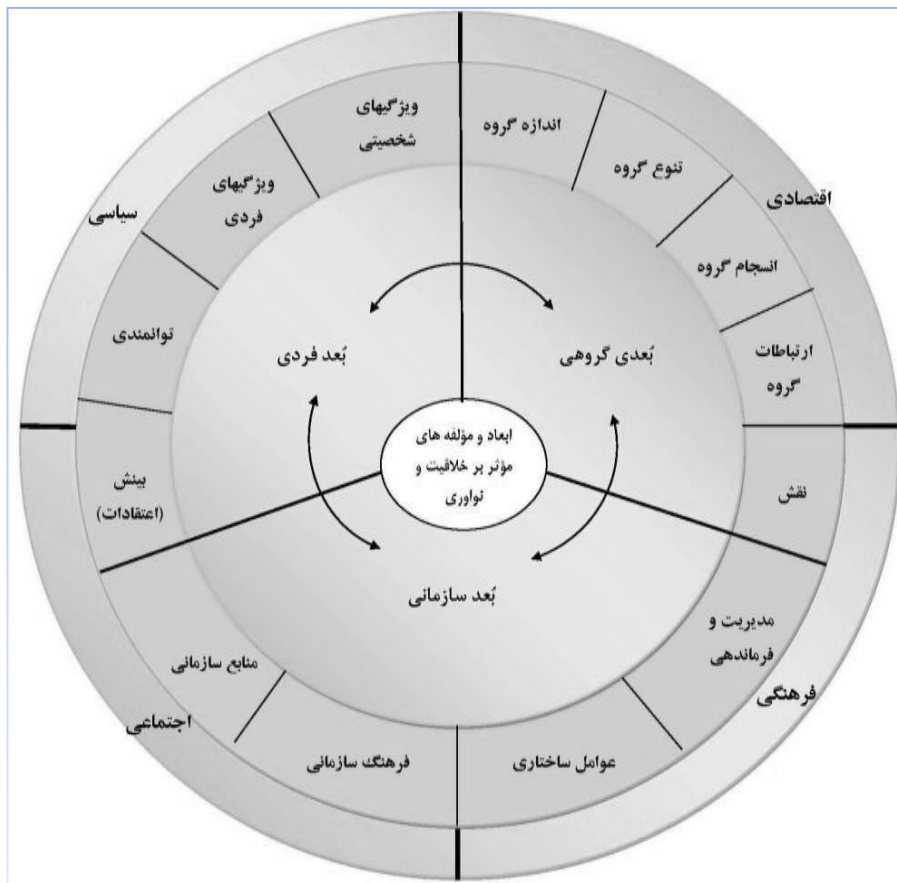 ویژگیهای
شخصیتی
اندازه گروه
تنوع گروه
ویژگیهای
فردی
سیاسی
اقتصادی
انسجام گروه
توانمندی
ارتباطات
گروه
بُعد فردی
بُعدی گروهی
ابعاد و مؤلفه های
مؤثر بر خلاقیت و
نوآوری
بینش
(اعتقادات)
نقش
بُعد سازمانی
مدیریت و
فرماندهی
منابع سازمانی
فرهنگی
اجتماعی
فرهنگ سازمانی
عوامل ساختاری